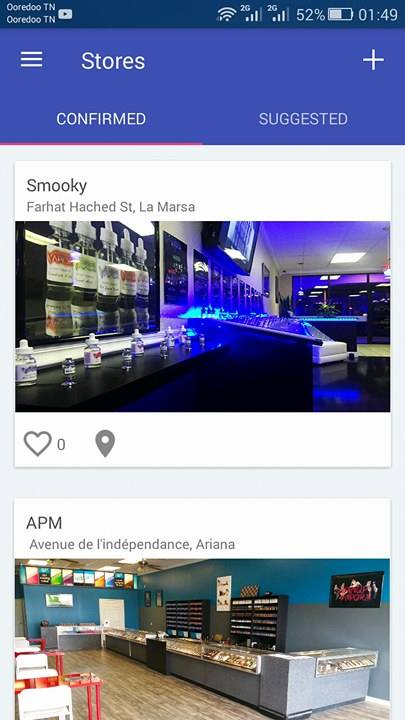 Ooredoo TN
Ooredoo TN
2G
2G
52%
01:49
Stores
CONFIRMED
SUGGESTED
Smooky
Farhat Hached St, La Marsa
0
APM
Avenue de l'indépendance, Ariana